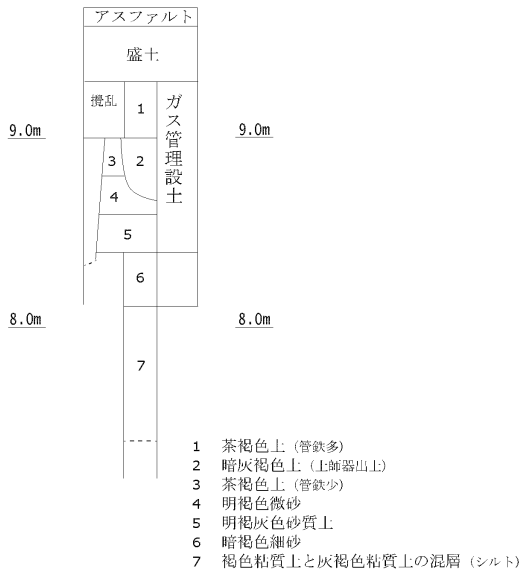 アスファルト
盛土
攪乱
1
ガス管理設土
9.0m
9.0m
3
2
4
5
6
8.0m
8.0m
7
1 茶褐色土（管鉄多）
2 暗灰褐色土（土師器出土）
3 茶褐色土（管鉄少）
4 明褐色微砂
5 明褐灰色砂質土
6 暗褐色細砂
7 褐色粘質土と灰褐色粘質土の混層（シルト）